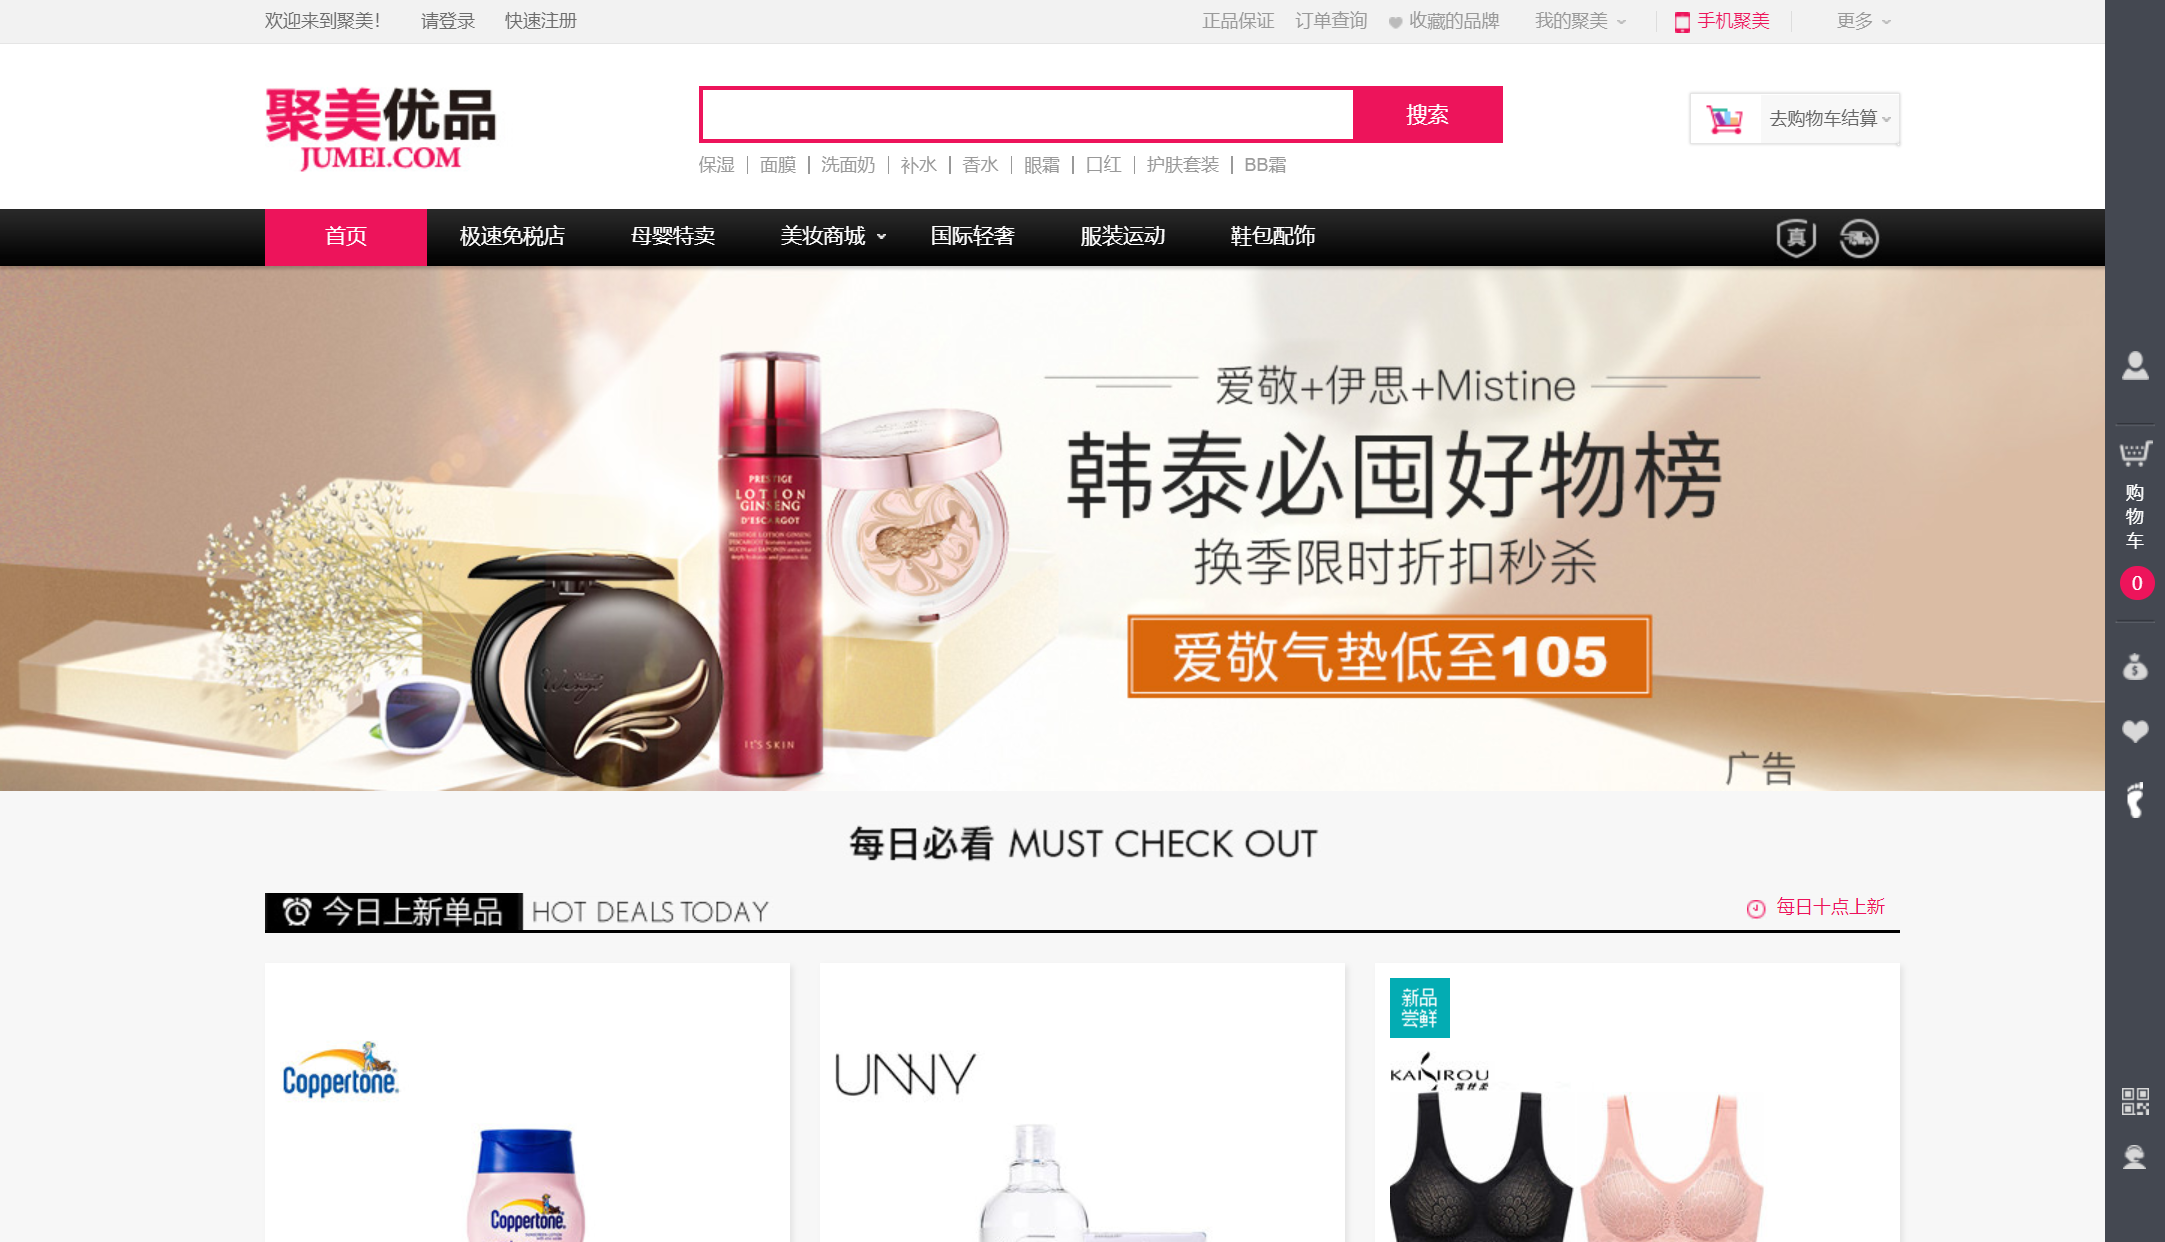 欢迎来到聚美！ 请登录 快速注册 正品保证 订单查询 收藏的品牌 我的聚美 手机聚美 更多
聚美优品
JUMEI.COM
搜索
去购物车结算
保湿 面膜 洗面奶 补水 香水 眼霜 口红 护肤套装 BB霜
首页 极速免税店 母婴特卖 美妆商城 国际轻奢 服装运动 鞋包配饰 真
爱敬+伊思+Mistine
韩泰必囤好物榜
换季限时折扣秒杀
爱敬气垫低至105
PRESTIGE
LOTION
GINSENG
D'ESCARGOT
It'S SKIN
广告
购物车
0
每日必看 MUST CHECK OUT
今日上新单品 HOT DEALS TODAY
每日十点上新
Coppertone
Coppertone
UNNY
新品
尝鲜
KAISIROU